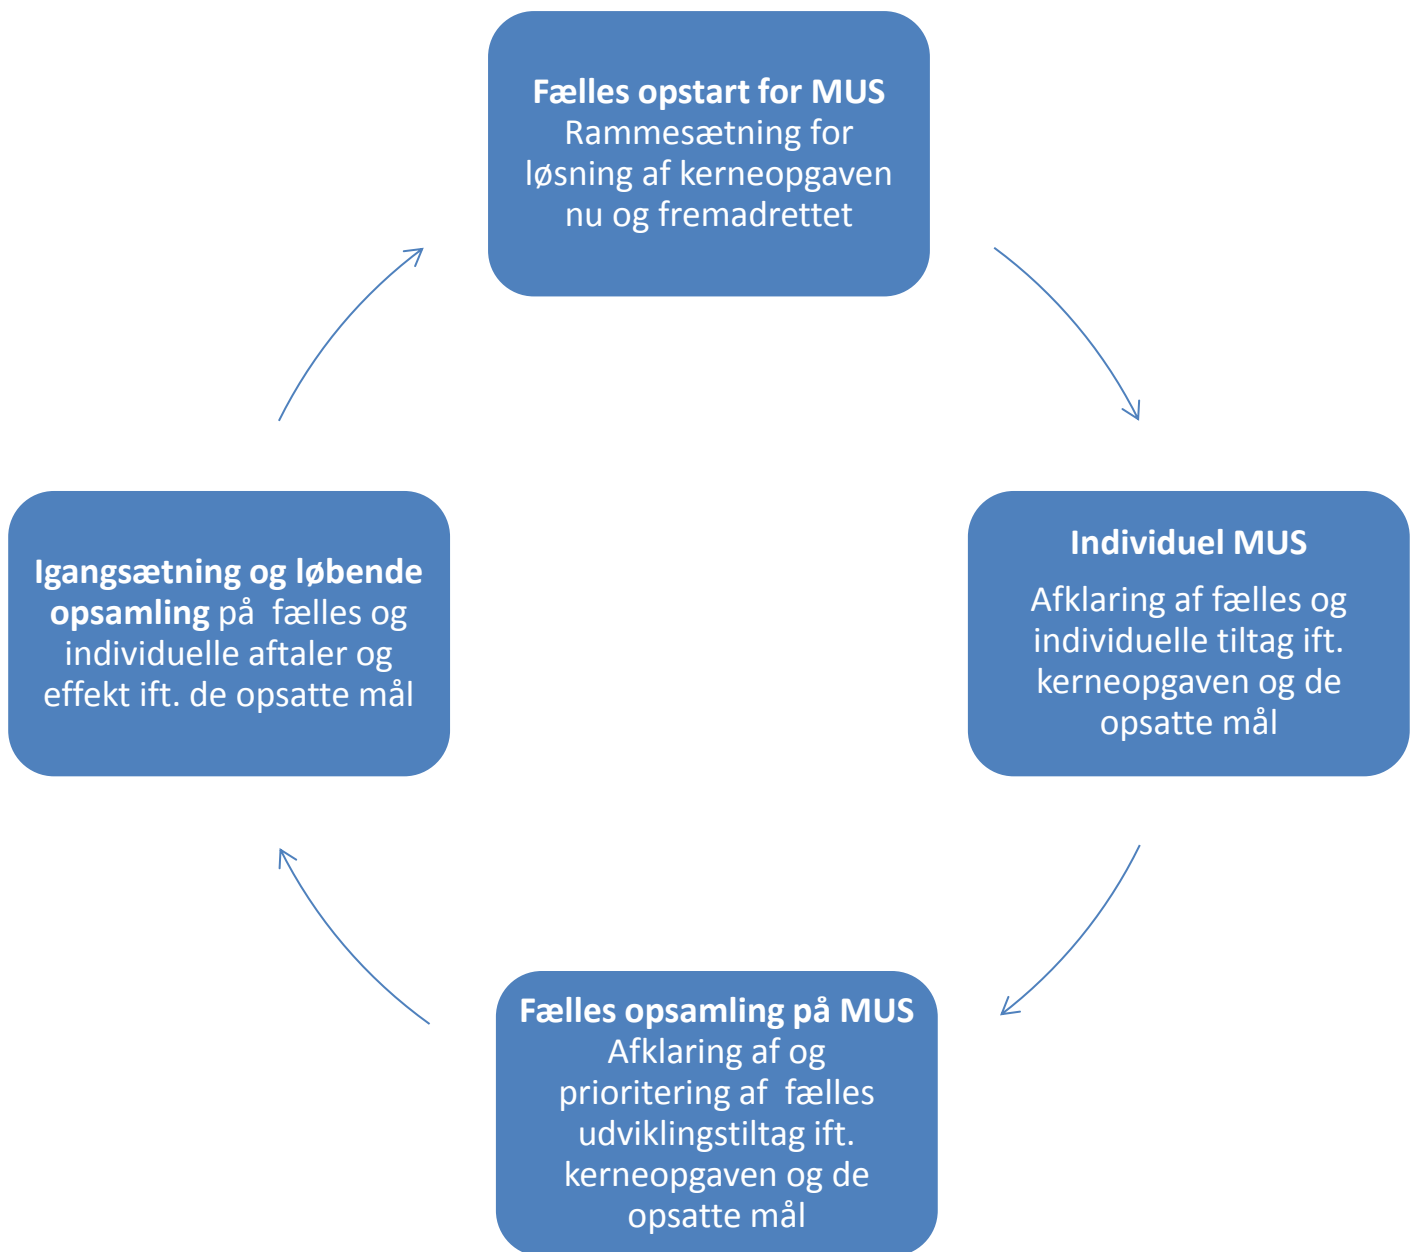 Fælles opstart for MUS
Rammesætning for
løsning af kerneopgaven
nu og fremadrettet
Individuel MUS
Afklaring af fælles og
individuelle tiltag ift.
kerneopgaven og de
opsatte mål
Fælles opsamling på MUS
Afklaring af og
prioritering af  fælles
udviklingstiltag ift.
kerneopgaven og de
opsatte mål
Igangsætning og løbende
opsamling på  fælles og
individuelle aftaler og
effekt ift. de opsatte mål